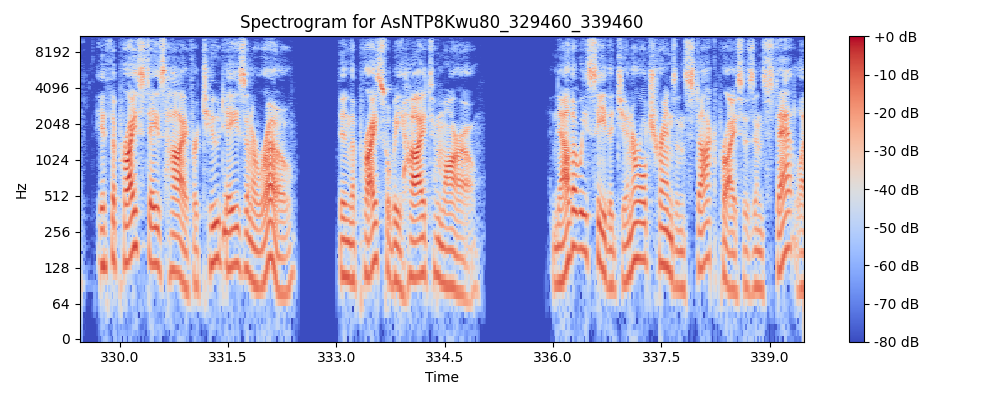 Spectrogram for AsNTP8Kwu80_329460_339460
8192
4096
2048
1024
512
256
128
64
0
Hz
330.0 331.5 333.0 334.5 336.0 337.5 339.0
Time
+0 dB
-10 dB
-20 dB
-30 dB
-40 dB
-50 dB
-60 dB
-70 dB
-80 dB